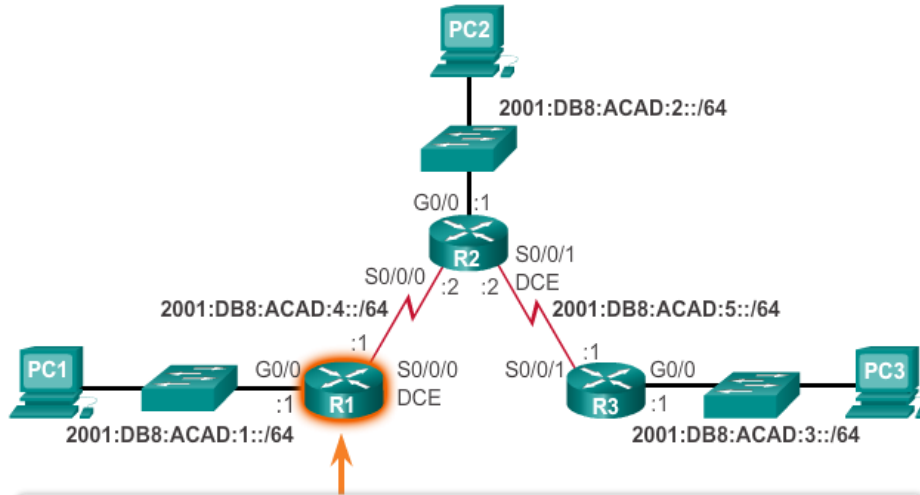 PC2
2001:DB8:ACAD:2::/64
G0/0 :1
R2
S0/0/0
S0/0/1
DCE
:2 :2
2001:DB8:ACAD:4::/64
2001:DB8:ACAD:5::/64
:1
:1
PC1
G0/0
S0/0/0
DCE
S0/0/1
G0/0
PC3
:1
R1
R3
:1
2001:DB8:ACAD:1::/64
2001:DB8:ACAD:3::/64